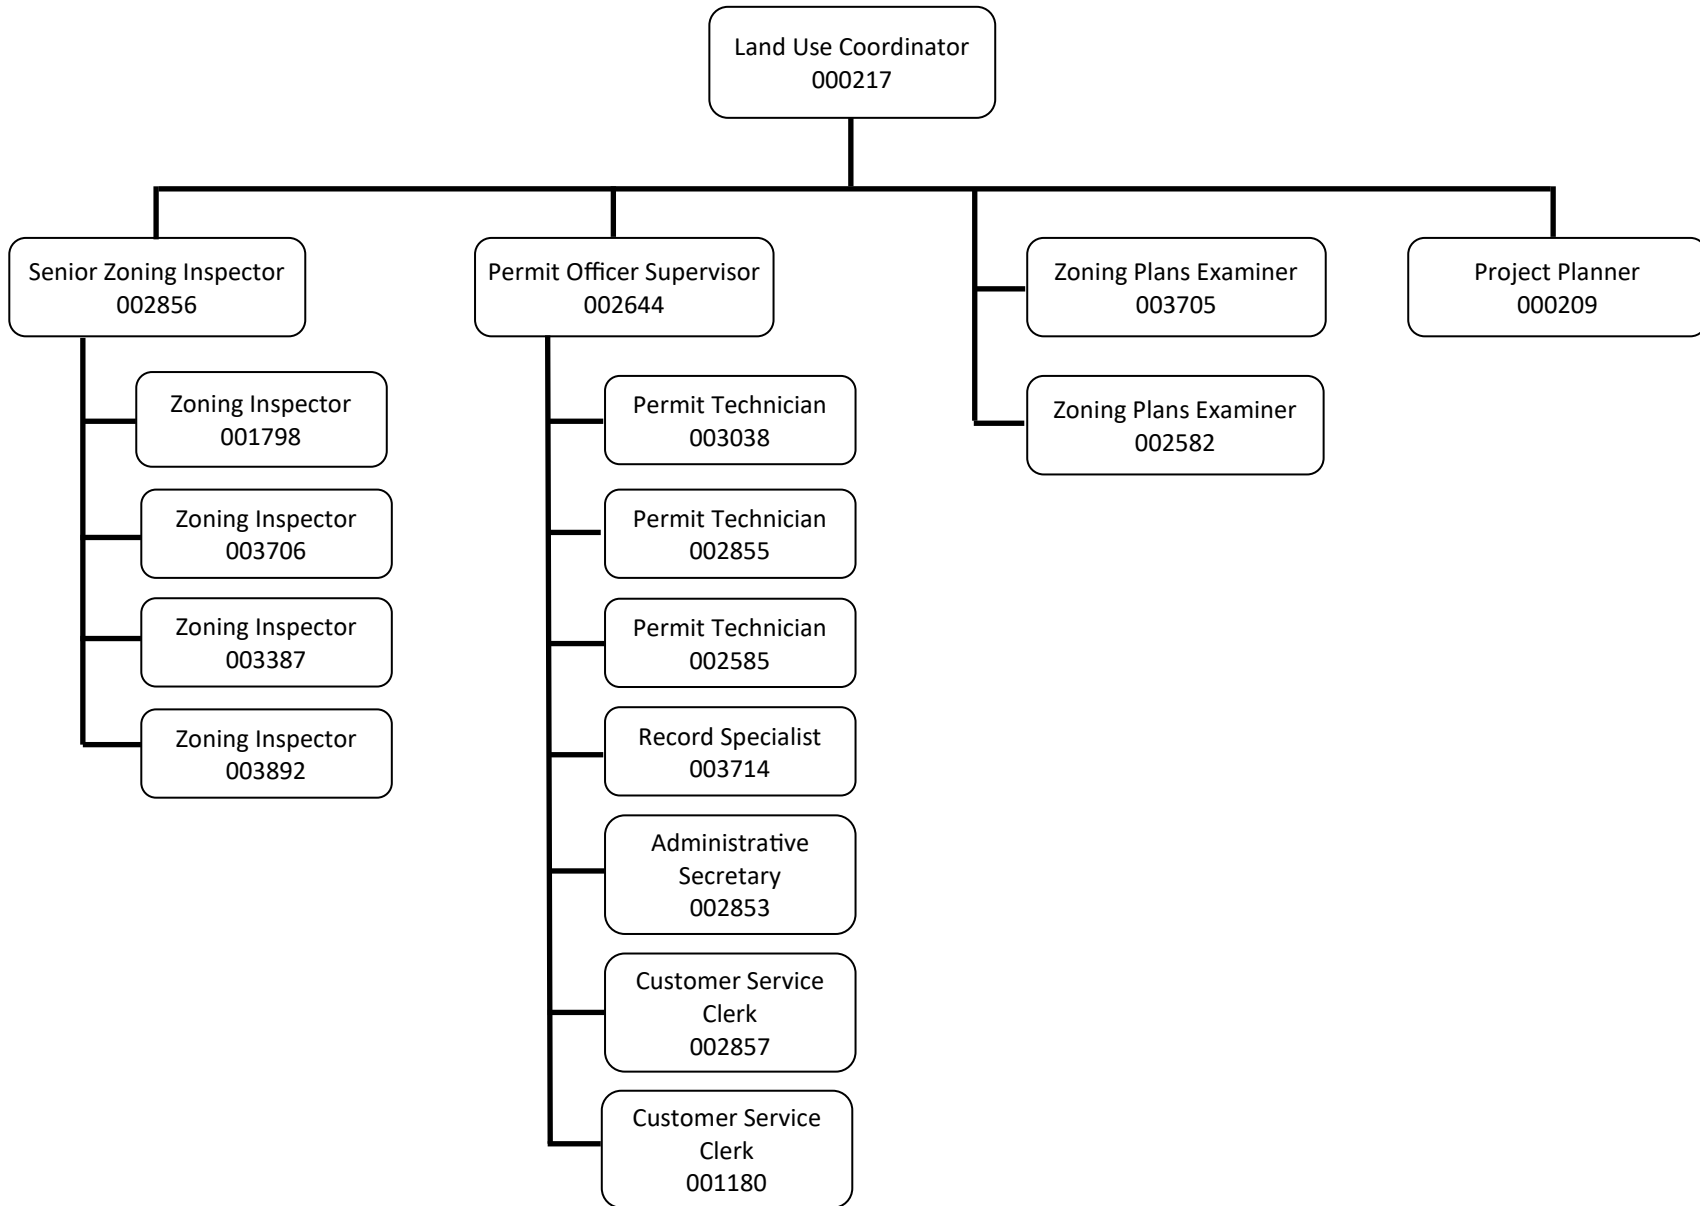 Land Use Coordinator
000217
Senior Zoning Inspector
002856
Permit Officer Supervisor
002644
Zoning Plans Examiner
003705
Project Planner
000209
Zoning Inspector
001798
Zoning Inspector
003706
Zoning Inspector
003387
Zoning Inspector
003892
Permit Technician
003038
Permit Technician
002855
Permit Technician
002585
Record Specialist
003714
Administrative
Secretary
002853
Customer Service
Clerk
002857
Customer Service
Clerk
001180
Zoning Plans Examiner
002582